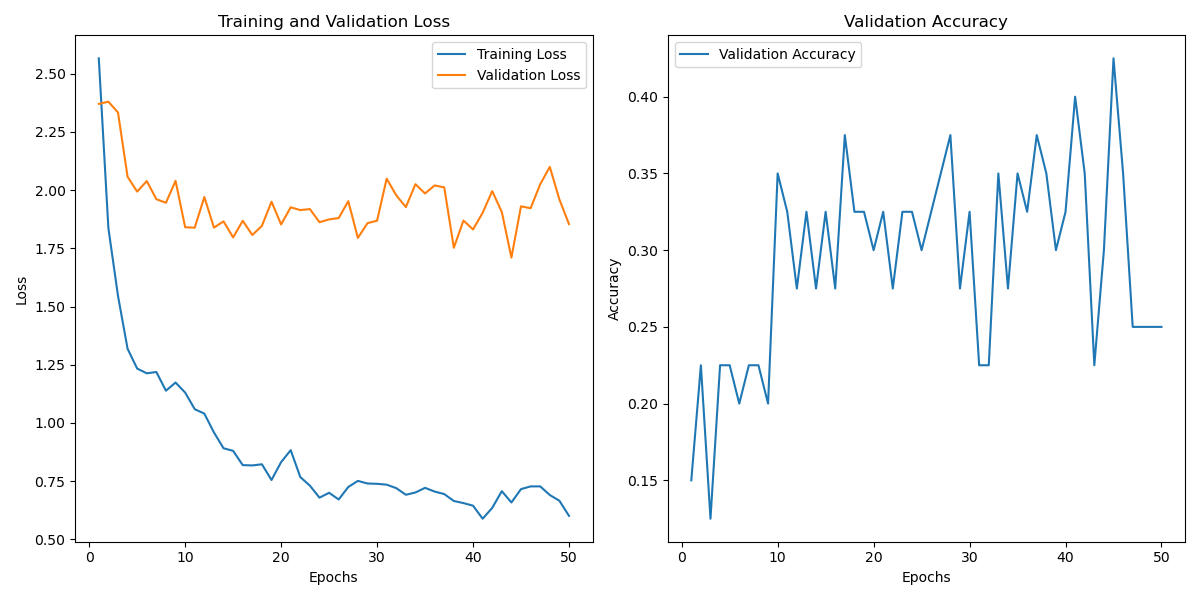 Training and Validation Loss
Training Loss
Validation Loss
2.50
2.25
2.00
1.75
1.50
1.25
1.00
0.75
0.50
Loss
0 10 20 30 40 50
Epochs
Validation Accuracy
Validation Accuracy
0.40
0.35
0.30
0.25
0.20
0.15
Accuracy
0 10 20 30 40 50
Epochs